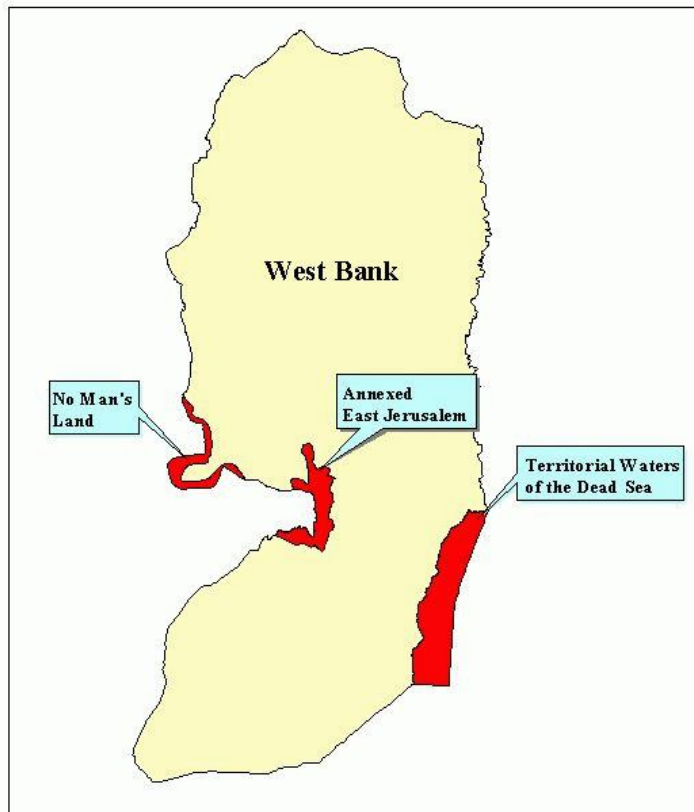 West Bank
No Man's
Land
Annexed
East Jerusalem
Territorial Waters
of the Dead Sea